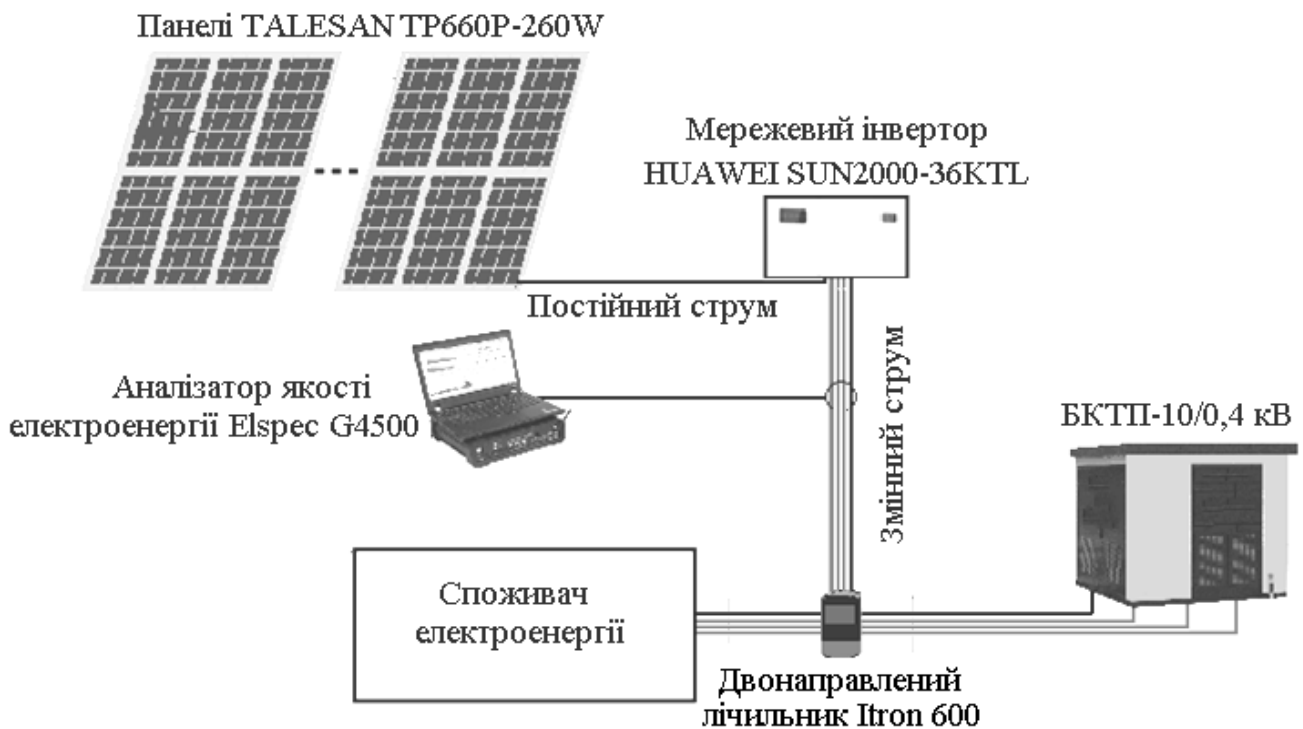 Панелі TALESAN TP660P-260W
Мережевий інвертор
HUAWEI SUN2000-36KTL
Постійний струм
Аналізатор якості
електроенергії Elspec G4500
Змінний струм
БКТП-10/0,4 кВ
Споживач
електроенергії
Двонаправлений
лічильник Itron 600